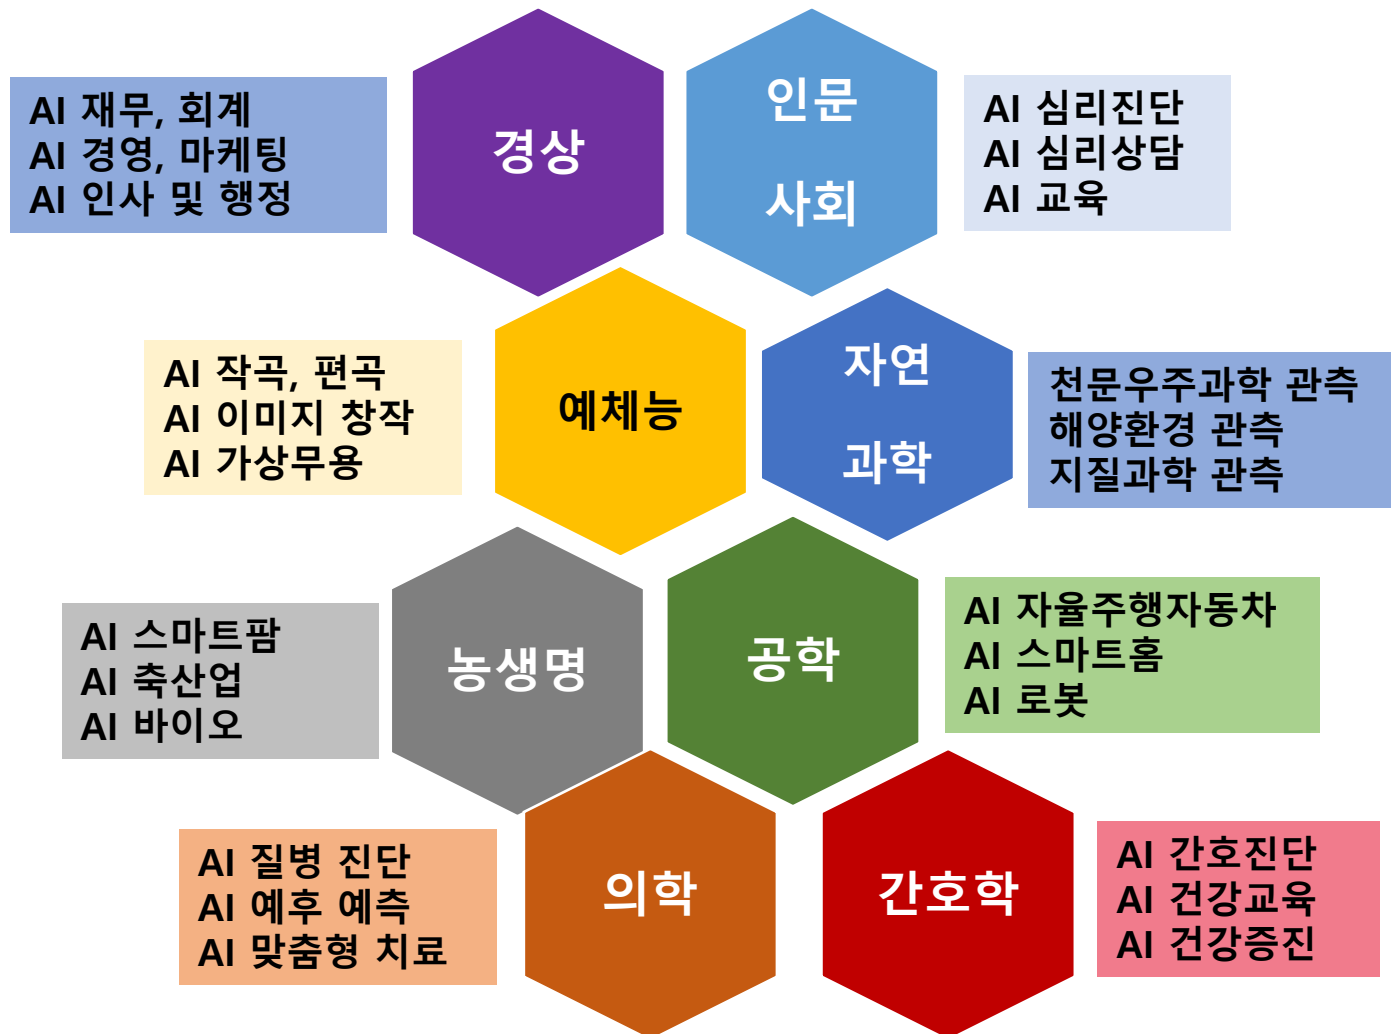 AI 재무, 회계
AI 경영, 마케팅
AI 인사 및 행정
경상
인문
사회
AI 심리진단
AI 심리상담
AI 교육
AI 작곡, 편곡
AI 이미지 창작
AI 가상무용
예체능
자연
과학
천문우주과학 관측
해양환경 관측
지질과학 관측
AI 스마트팜
AI 축산업
AI 바이오
농생명
공학
AI 자율주행자동차
AI 스마트홈
AI 로봇
AI 질병 진단
AI 예후 예측
AI 맞춤형 치료
의학
간호학
AI 간호진단
AI 건강교육
AI 건강증진